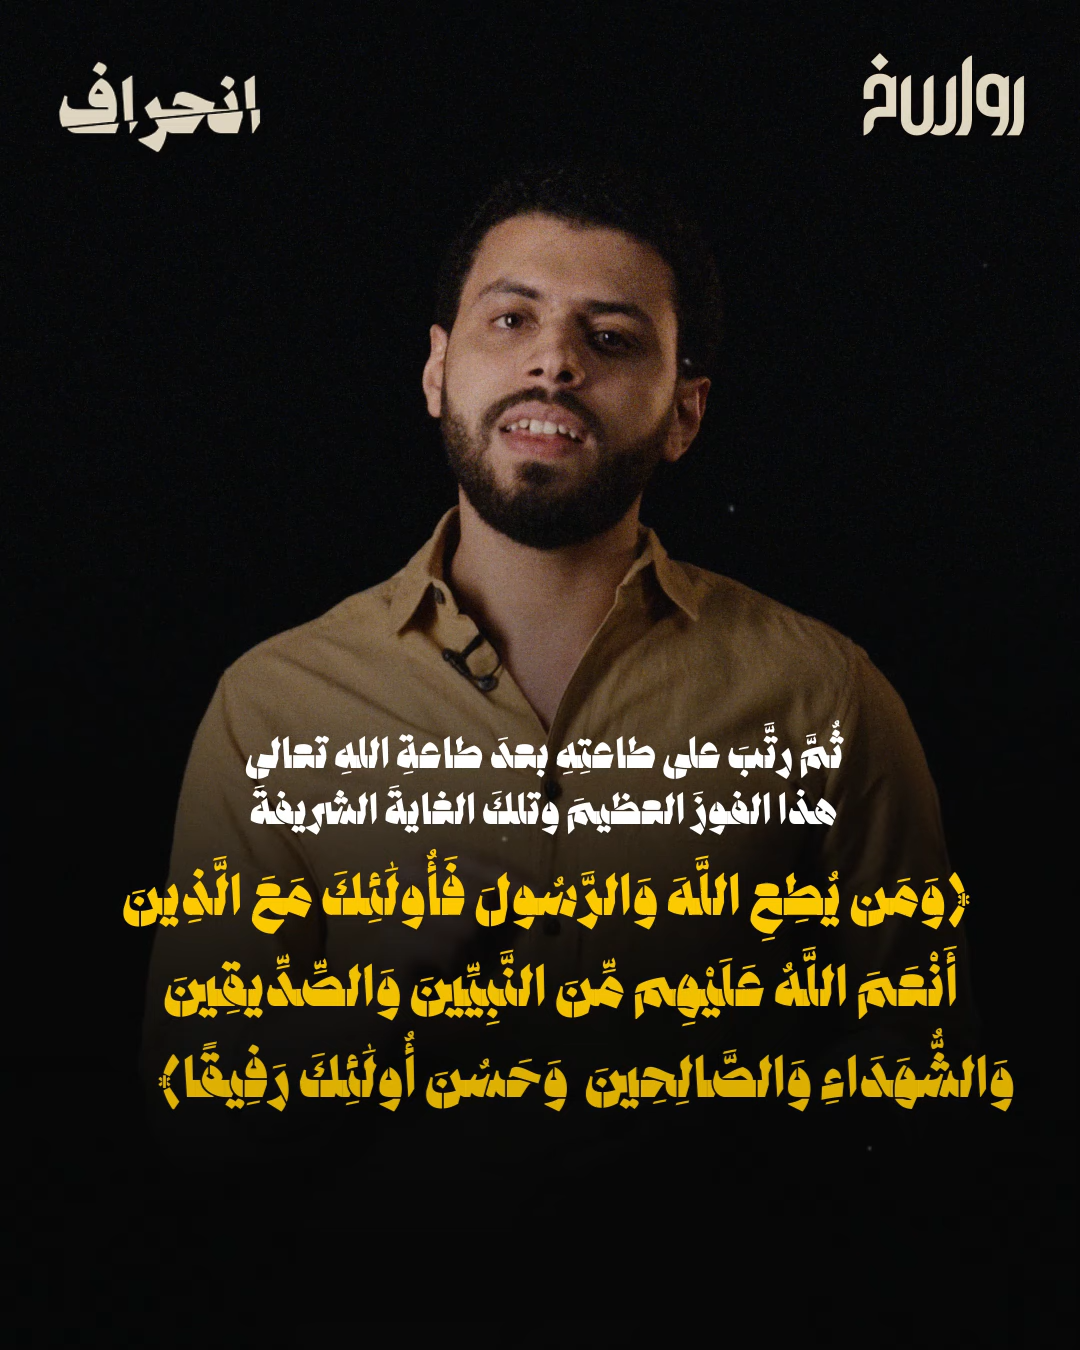 رواسخ
انحراف
ثُمَّ رتَّبَ على طاعتِهِ بعدَ طاعةِ اللهِ تعالى
هذا الفوزَ العظيمَ وتلكَ الغايةَ الشريفةَ
﴿وَمَن يُطِعِ اللَّهَ وَالرَّسُولَ فَأُولَٰئِكَ مَعَ الَّذِينَ
أَنْعَمَ اللَّهُ عَلَيْهِم مِّنَ النَّبِيِّينَ وَالصِّدِّيقِينَ
وَالشُّهَدَاءِ وَالصَّالِحِينَ وَحَسُنَ أُولَٰئِكَ رَفِيقًا﴾